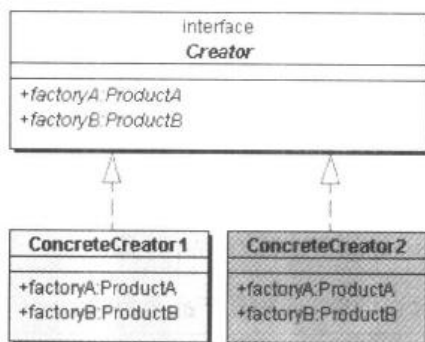 interface
Creator
+factoryA:ProductA
+factoryB:ProductB
ConcreteCreator1
+factoryA:ProductA
+factoryB:ProductB
ConcreteCreator2
+factoryA:ProductA
+factoryB:ProductB